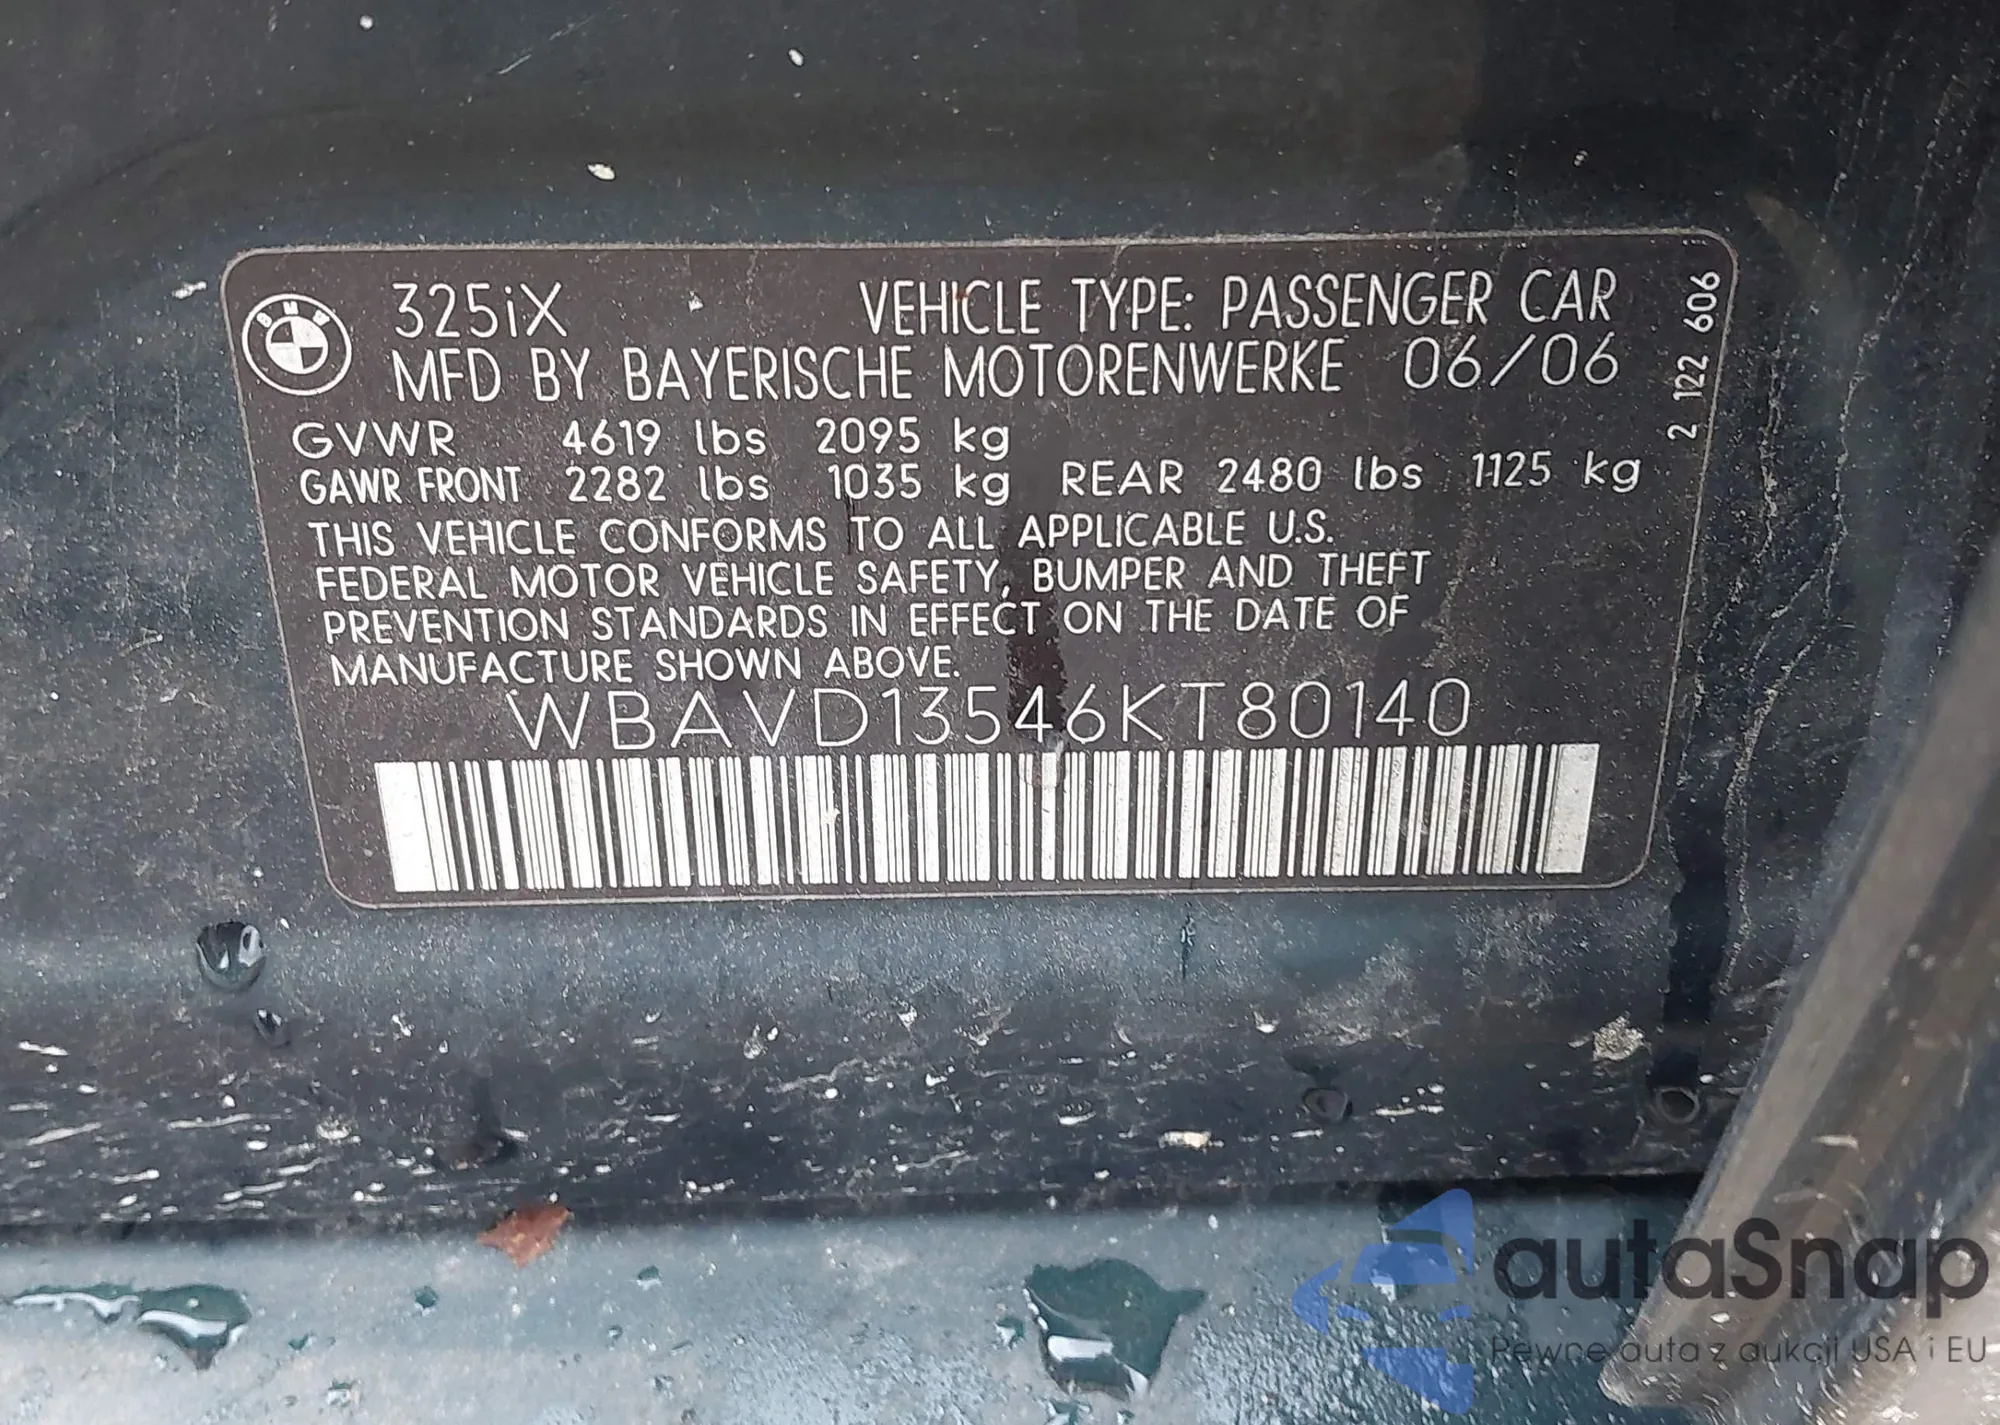 BMW
325iX VEHICLE TYPE: PASSENGER CAR
MFD BY BAYERISCHE MOTORENWERKE 06/06
GVWR 4619 lbs 2095 kg
GAWR FRONT 2282 lbs 1035 kg REAR 2480 lbs 1125 kg
THIS VEHICLE CONFORMS TO ALL APPLICABLE U.S.
FEDERAL MOTOR VEHICLE SAFETY, BUMPER AND THEFT
PREVENTION STANDARDS IN EFFECT ON THE DATE OF
MANUFACTURE SHOWN ABOVE.
WBAVD13546KT80140
2 122 606
autaSnap
Pewne auta z aukcji USA i EU